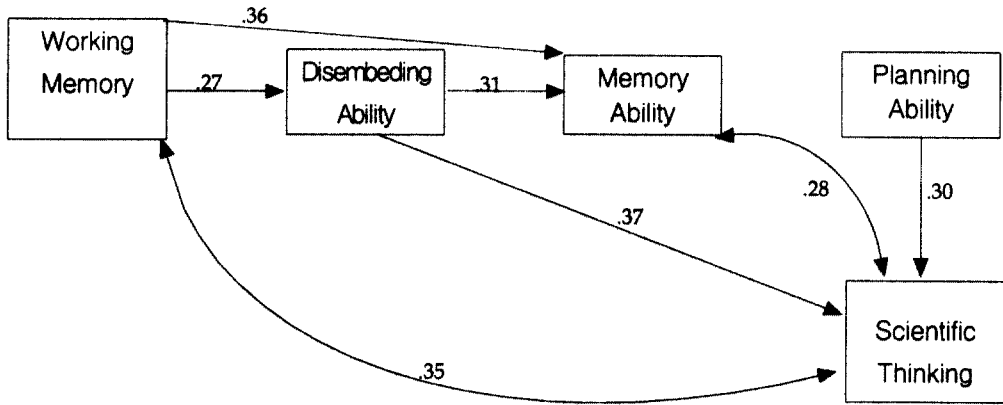 .36
Working
Memory
.27
Disembeding
Ability
.31
Memory
Ability
Planning
Ability
.37
.28
.30
.35
Scientific
Thinking